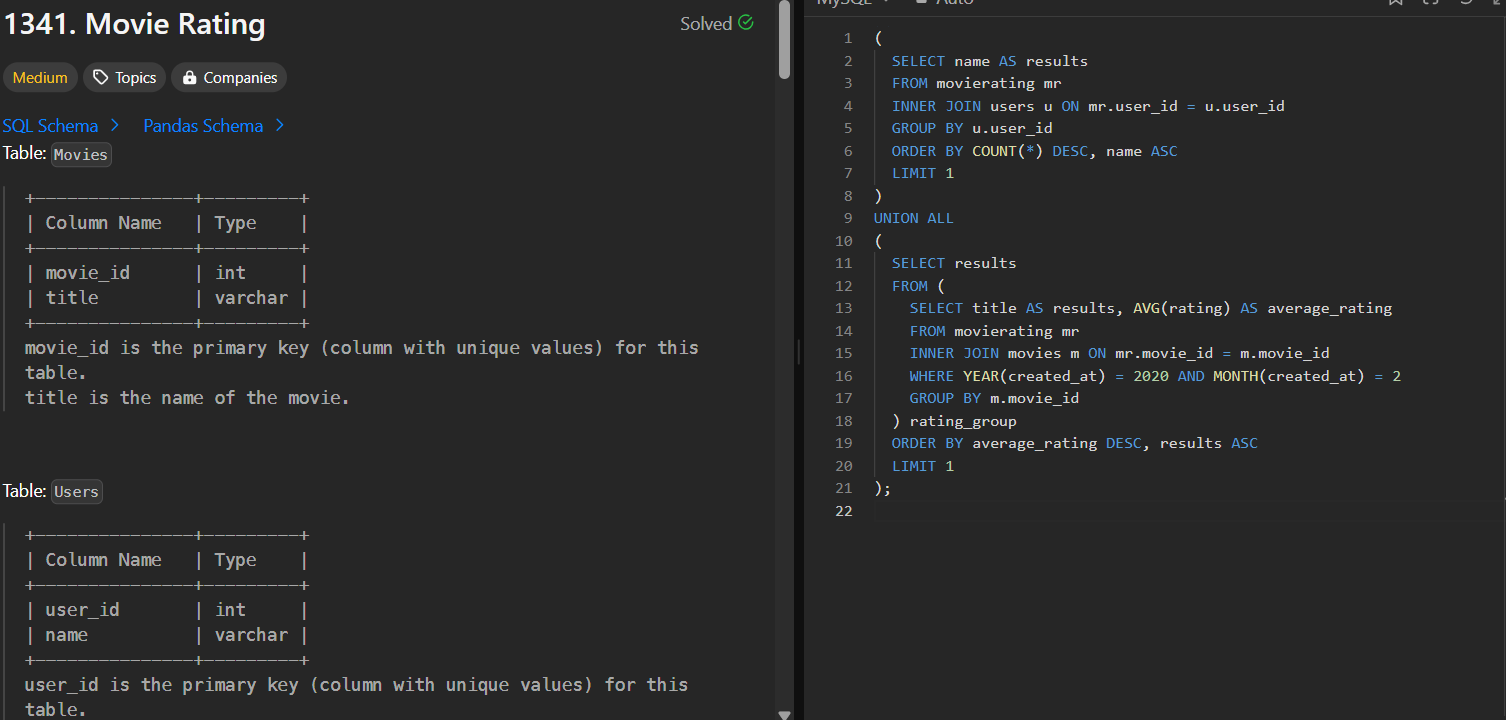 1341. Movie Rating
Solved
Medium
Topics
Companies
SQL Schema >
Pandas Schema >
Table: Movies
+---------------+---------+
| Column Name   | Type    |
+---------------+---------+
| movie_id      | int     |
| title         | varchar |
+---------------+---------+
movie_id is the primary key (column with unique values) for this
table.
title is the name of the movie.
Table: Users
+---------------+---------+
| Column Name   | Type    |
+---------------+---------+
| user_id       | int     |
| name          | varchar |
+---------------+---------+
user_id is the primary key (column with unique values) for this
table.
MySQL
Auto
1 (
2 SELECT name AS results
3 FROM movierating mr
4 INNER JOIN users u ON mr.user_id = u.user_id
5 GROUP BY u.user_id
6 ORDER BY COUNT(*) DESC, name ASC
7 LIMIT 1
8 )
9 UNION ALL
10 (
11 SELECT results
12 FROM (
13 SELECT title AS results, AVG(rating) AS average_rating
14 FROM movierating mr
15 INNER JOIN movies m ON mr.movie_id = m.movie_id
16 WHERE YEAR(created_at) = 2020 AND MONTH(created_at) = 2
17 GROUP BY m.movie_id
18 ) rating_group
19 ORDER BY average_rating DESC, results ASC
20 LIMIT 1
21 );
22